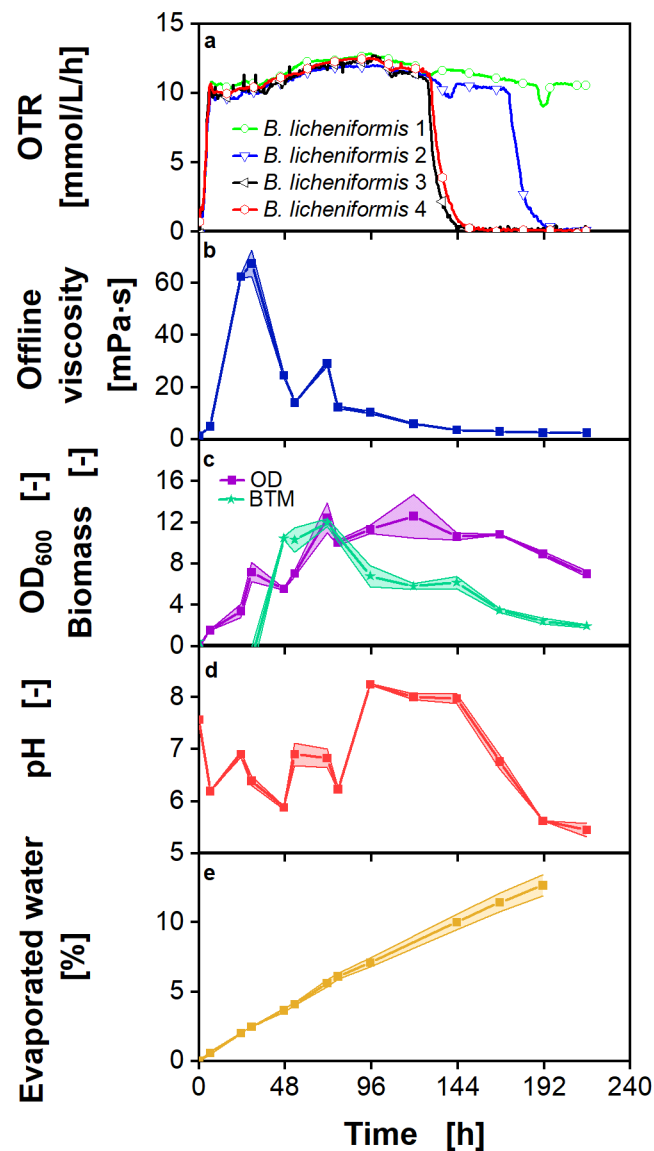 a
OTR
[mmol/L/h]
15
10
5
0
B. licheniformis 1
B. licheniformis 2
B. licheniformis 3
B. licheniformis 4
b
Offline
viscosity
[mPa·s]
60
40
20
0
c
OD600 [-]
Biomass [-]
16
12
8
4
0
OD
BTM
d
pH [-]
8
7
6
5
e
Evaporated water
[%]
10
5
0
0 48 96 144 192 240
Time [h]